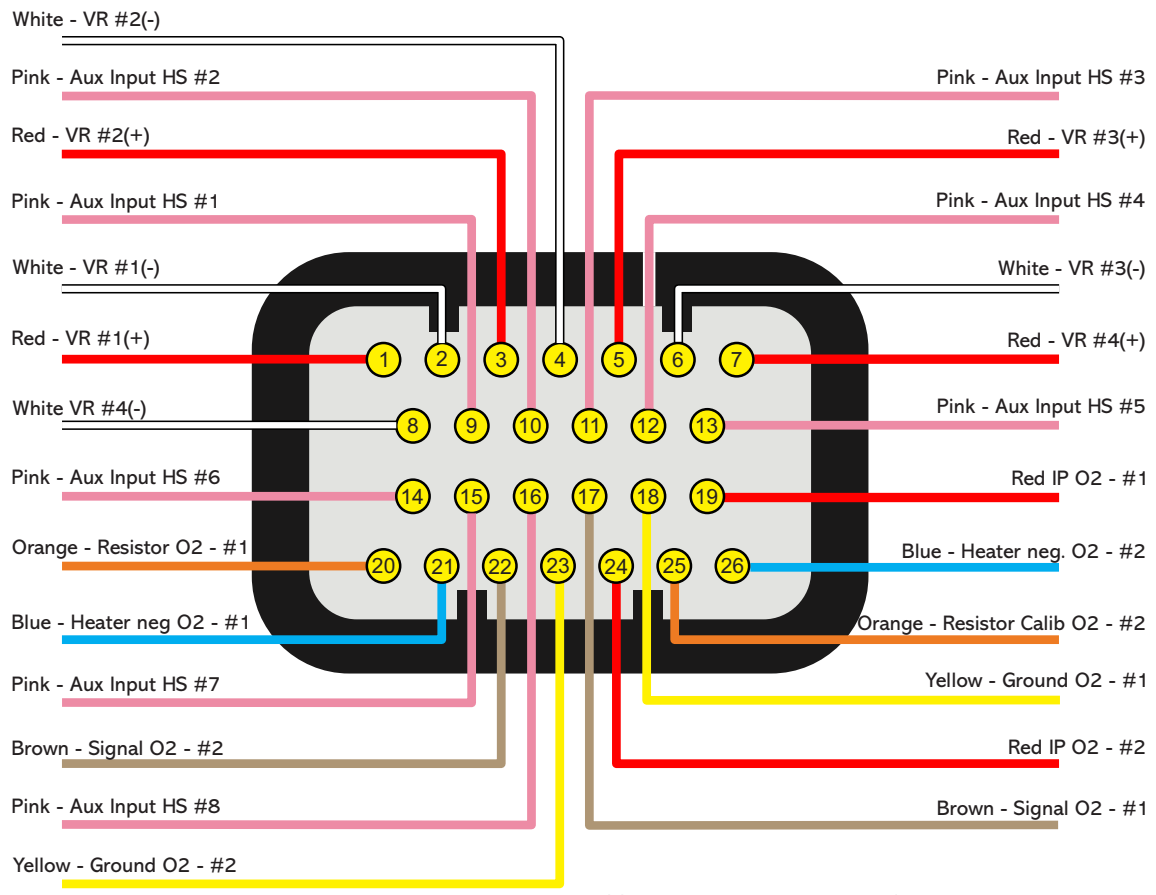 White - VR #2(-)
Pink - Aux Input HS #2
Pink - Aux Input HS #3
Red - VR #2(+)
Red - VR #3(+)
Pink - Aux Input HS #1
Pink - Aux Input HS #4
White - VR #1(-)
White - VR #3(-)
Red - VR #1(+)
Red - VR #4(+)
1 2 3 4 5 6 7
White VR #4(-)
Pink - Aux Input HS #5
8 9 10 11 12 13
Pink - Aux Input HS #6
Red IP O2 - #1
14 15 16 17 18 19
Orange - Resistor O2 - #1
Blue - Heater neg. O2 - #2
20 21 22 23 24 25 26
Blue - Heater neg O2 - #1
Orange - Resistor Calib O2 - #2
Pink - Aux Input HS #7
Yellow - Ground O2 - #1
Brown - Signal O2 - #2
Red IP O2 - #2
Pink - Aux Input HS #8
Brown - Signal O2 - #1
Yellow - Ground O2 - #2